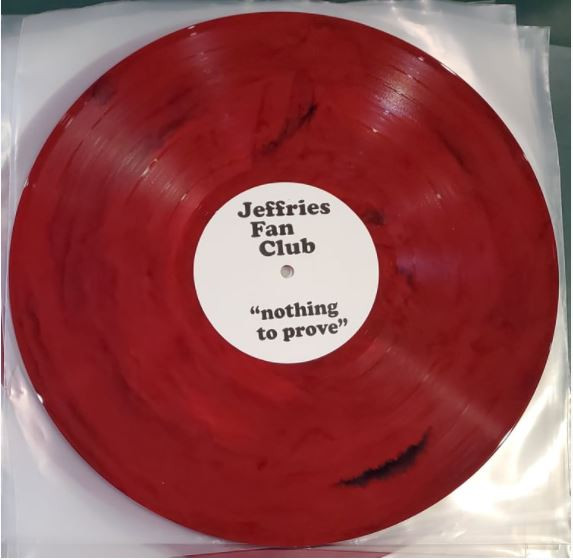 Jeffries
Fan
Club
“nothing
to prove”